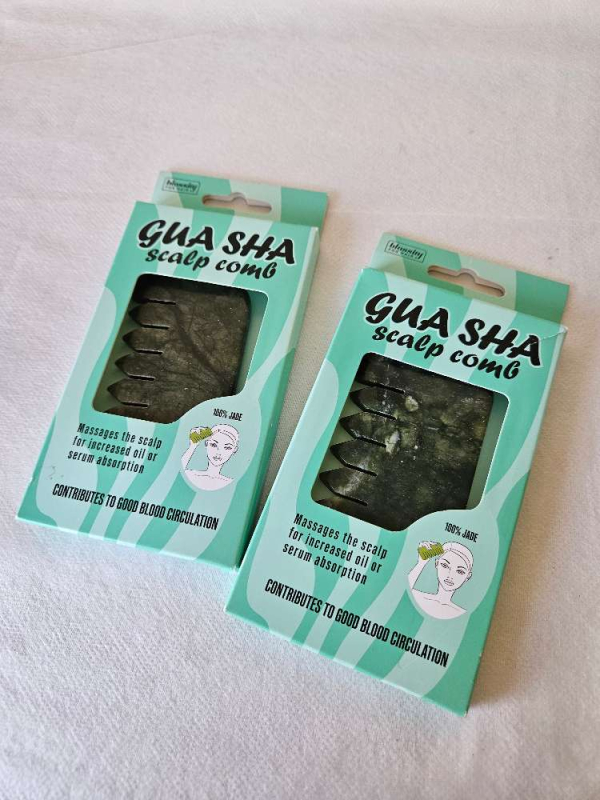 GUA SHA
scalp comb
100% JADE
Massages the scalp
for increased oil or
serum absorption
CONTRIBUTES TO GOOD BLOOD CIRCULATION
GUA SHA
scalp comb
100% JADE
Massages the scalp
for increased oil or
serum absorption
CONTRIBUTES TO GOOD BLOOD CIRCULATION